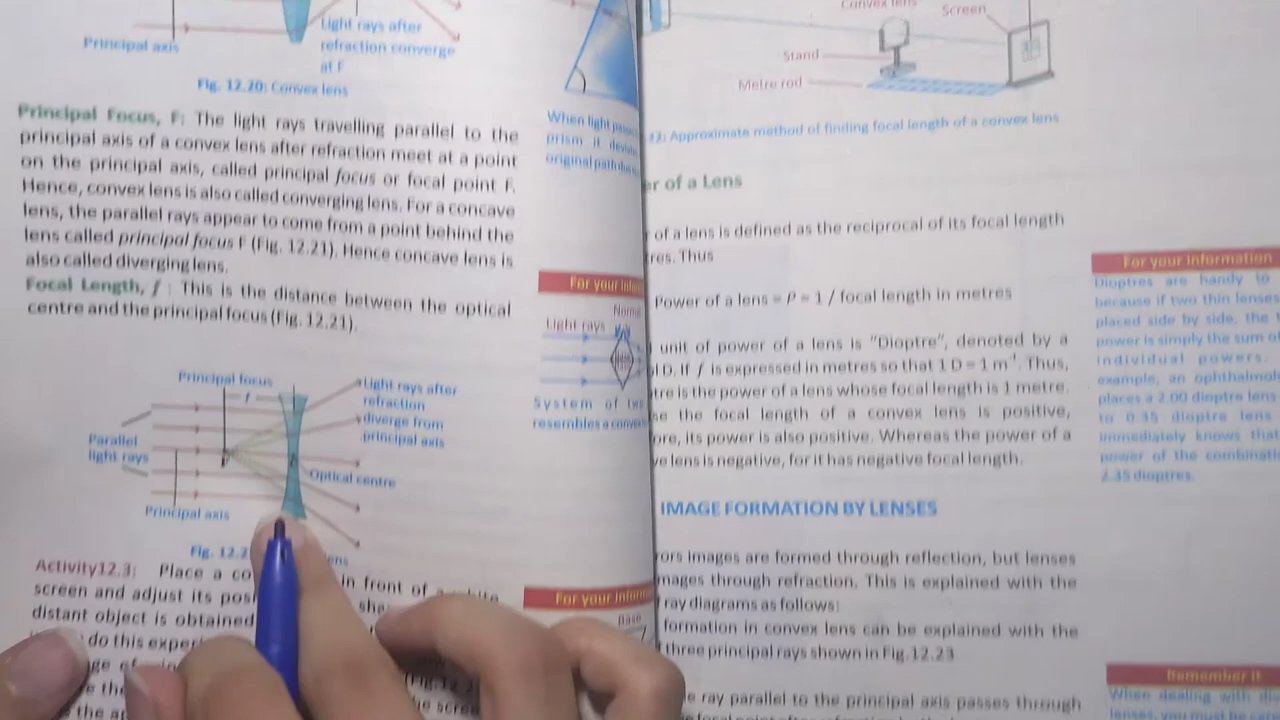 Principal axis
Light rays after
refraction converge
at F
Fig. 12.20: Convex lens
Principal Focus, F: The light rays travelling parallel to the
principal axis of a convex lens after refraction meet at a point
on the principal axis, called principal focus or focal point F.
Hence, convex lens is also called converging lens. For a concave
lens, the parallel rays appear to come from a point behind the
lens called principal focus F (Fig. 12.21). Hence concave lens is
also called diverging lens.
Focal Length, f : This is the distance between the optical
centre and the principal focus (Fig. 12.21).
Principal focus
f
Light rays after
refraction
diverge from
principal axis
Parallel
light rays
Optical centre
Principal axis
Fig. 12.2
Activity12.3: Place a co in front of a
screen and adjust its pos
distant object is obtained
do this exper
When light
prism it
original path
For your
Light rays
System of
resembles a
For your
Base
Convex lens
Screen
Stand
Metre rod
Approximate method of finding focal length of a convex lens
of a Lens
of a lens is defined as the reciprocal of its focal length
Thus
Power of a lens = P = 1 / focal length in metres
unit of power of a lens is "Dioptre", denoted by a
D. If f is expressed in metres so that 1 D = 1 m⁻¹. Thus,
is the power of a lens whose focal length is 1 metre.
the focal length of a convex lens is positive,
its power is also positive. Whereas the power of a
lens is negative, for it has negative focal length.
IMAGE FORMATION BY LENSES
images are formed through reflection, but lenses
through refraction. This is explained with the
ray diagrams as follows:
formation in convex lens can be explained with the
three principal rays shown in Fig.12.23
ray parallel to the principal axis passes through
For your information
Dioptres are handy to
because if two thin lenses
placed side by side, the
power is simply the sum of
individual powers.
example, an
places a 2.00 dioptre lens
to 0.35 dioptre lens
immediately knows that
power of the
2.35 dioptres.
Remember it
When dealing with
lenses, you must be